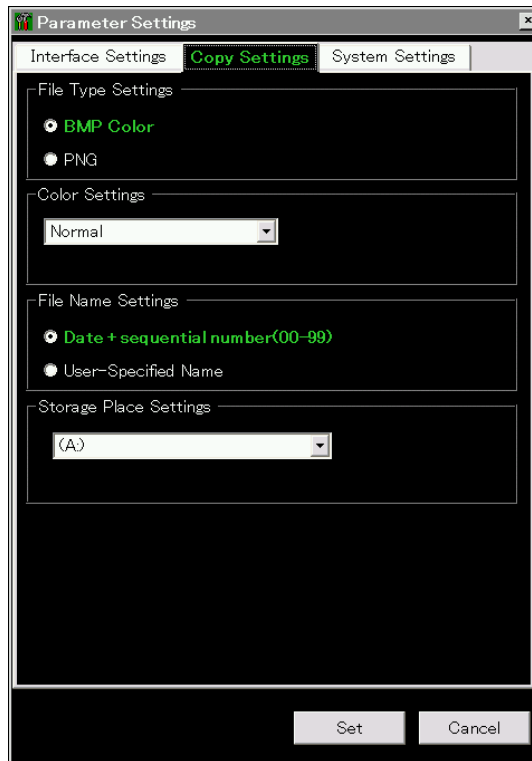 Parameter Settings
Interface Settings Copy Settings System Settings
File Type Settings
BMP Color
PNG
Color Settings
Normal
File Name Settings
Date+sequential number(00-99)
User-Specified Name
Storage Place Settings
(A:)
Set Cancel